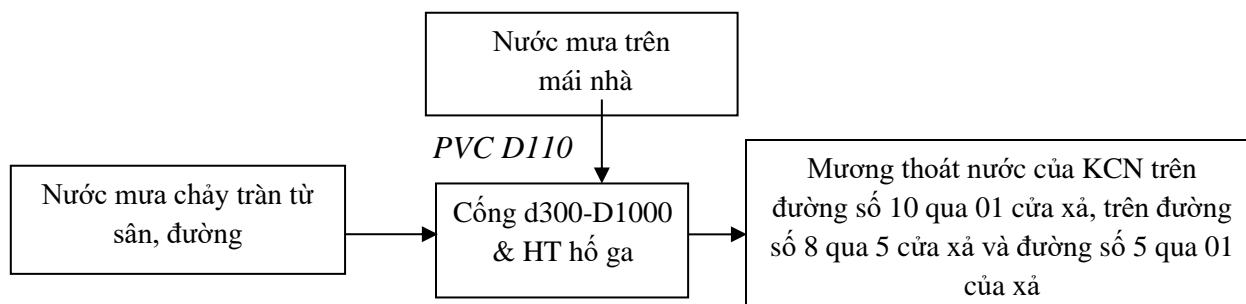 Nước mưa trên
mái nhà
PVC D110
Nước mưa chảy tràn từ
sân, đường
Cống d300-D1000
& HT hố ga
Mương thoát nước của KCN trên
đường số 10 qua 01 cửa xả, trên đường
số 8 qua 5 cửa xả và đường số 5 qua 01
của xả